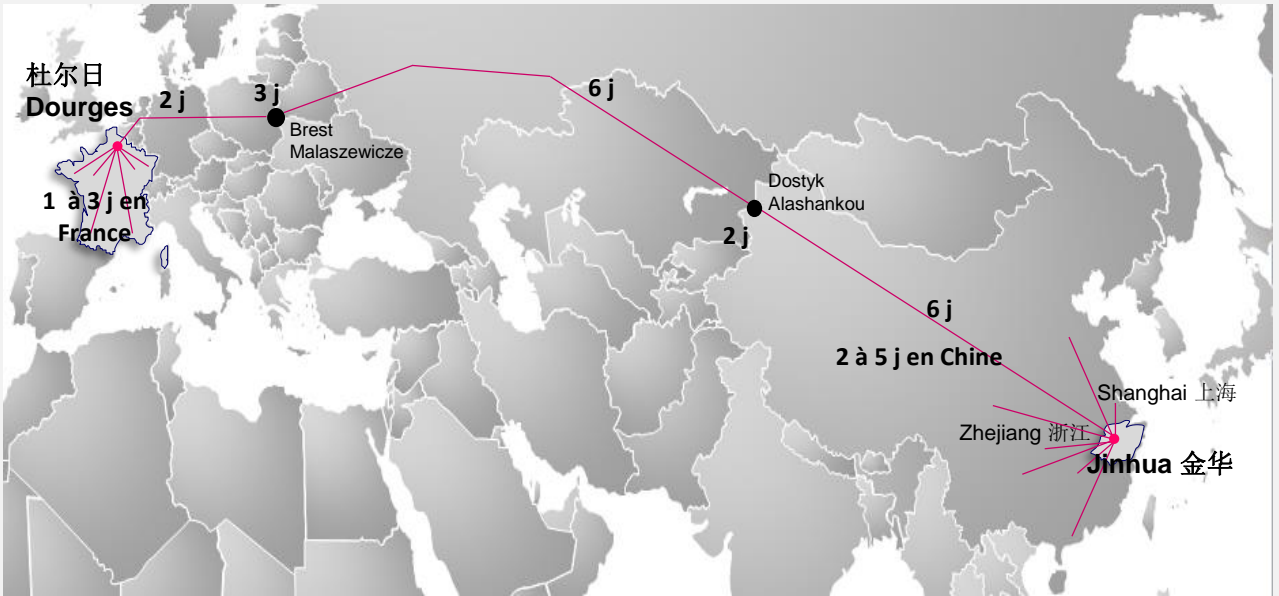 杜尔日
Dourges
2 j
3 j
Brest
Malaszewicze
6 j
1 à 3 j en
France
Dostyk
Alashankou
2 j
6 j
2 à 5 j en Chine
Shanghai 上海
Zhejiang 浙江
Jinhua 金华